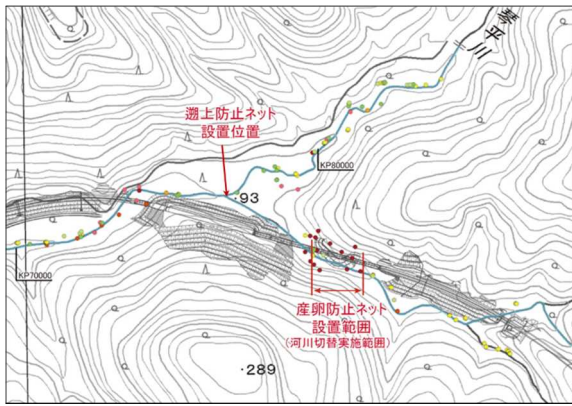 琴平川
遡上防止ネット
設置位置
KP80000
・93
KP70000
産卵防止ネット
設置範囲
(河川切替実施範囲)
・289